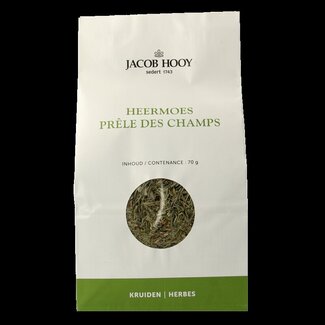 JACOB HOOY
sedert 1743
HEERMOES
PRÊLE DES CHAMPS
INHOUD / CONTENANCE : 70 g
KRUIDEN | HERBES